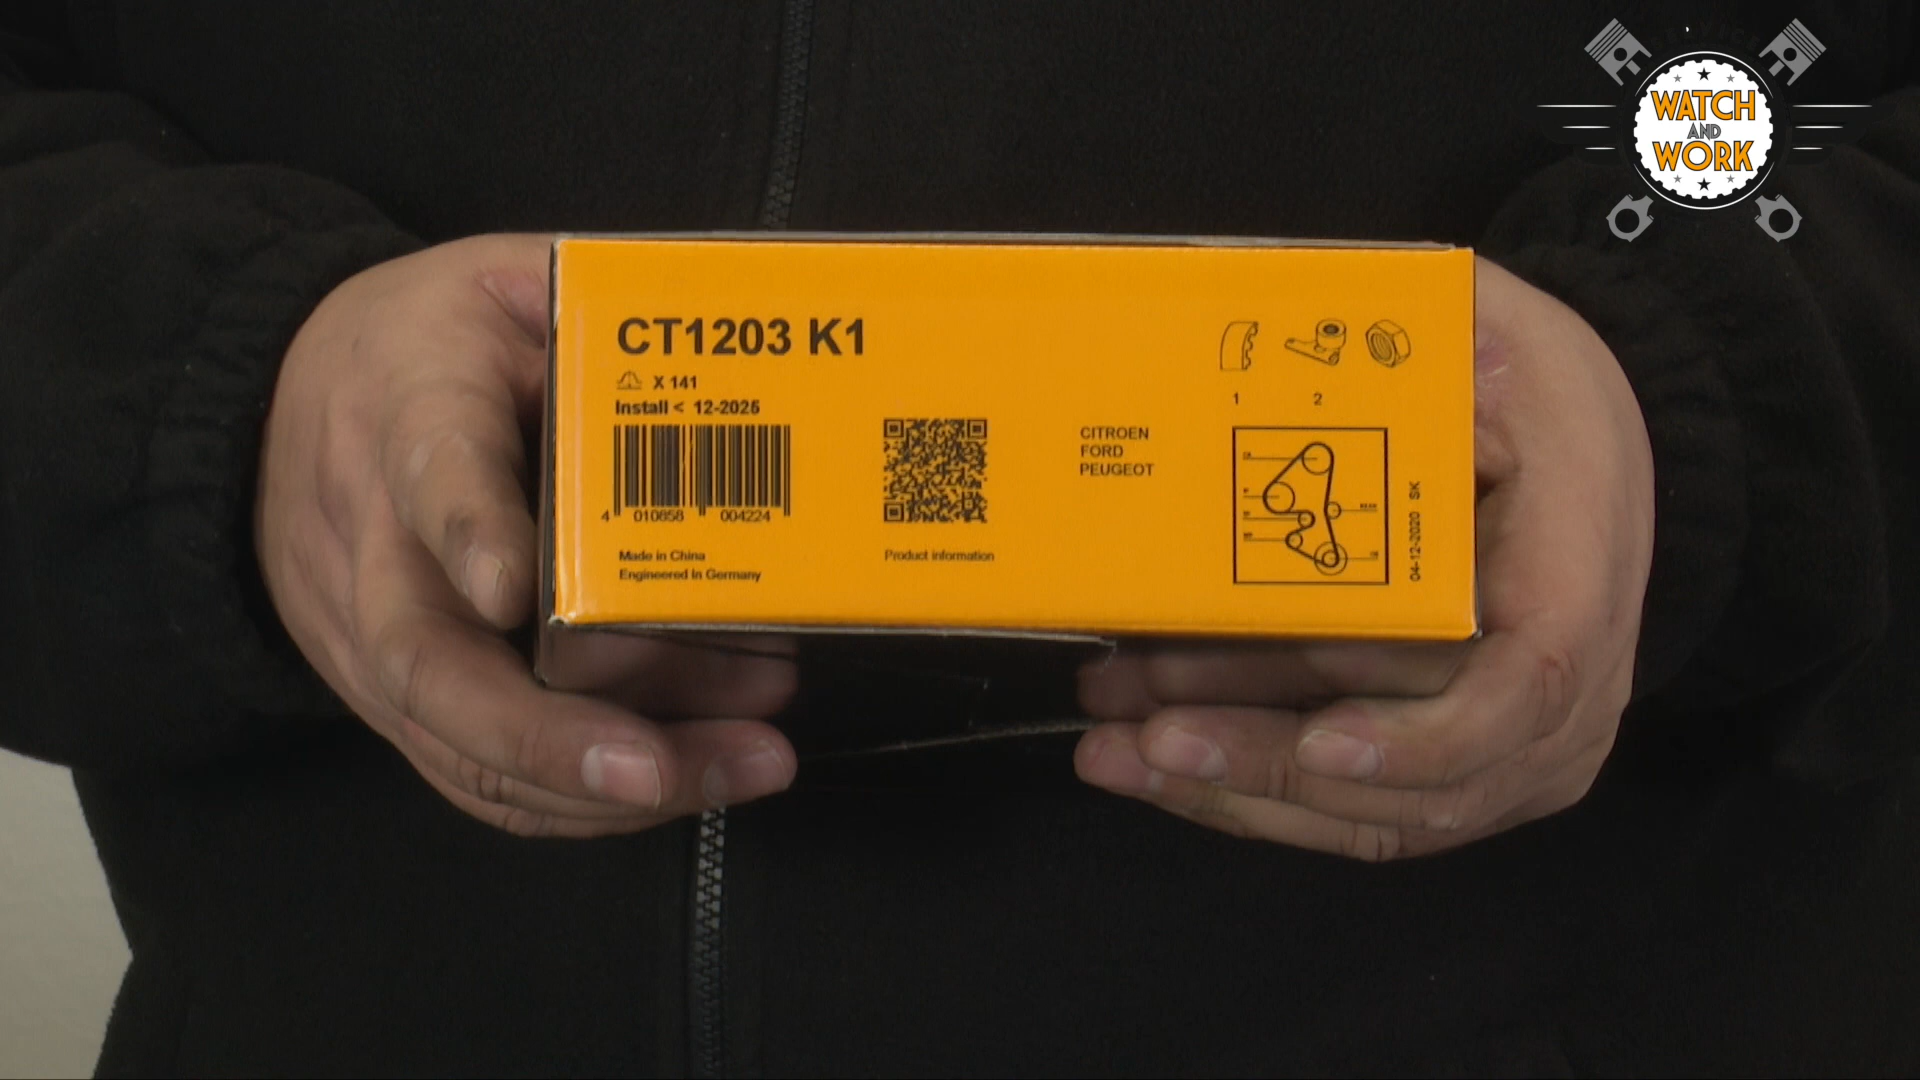 WATCH
AND
WORK
CT1203 K1
X 141
Install < 12-2025
4 010858 004224
Made in China
Engineered in Germany
Product information
CITROEN
FORD
PEUGEOT
1 2
04-12-2020 SK